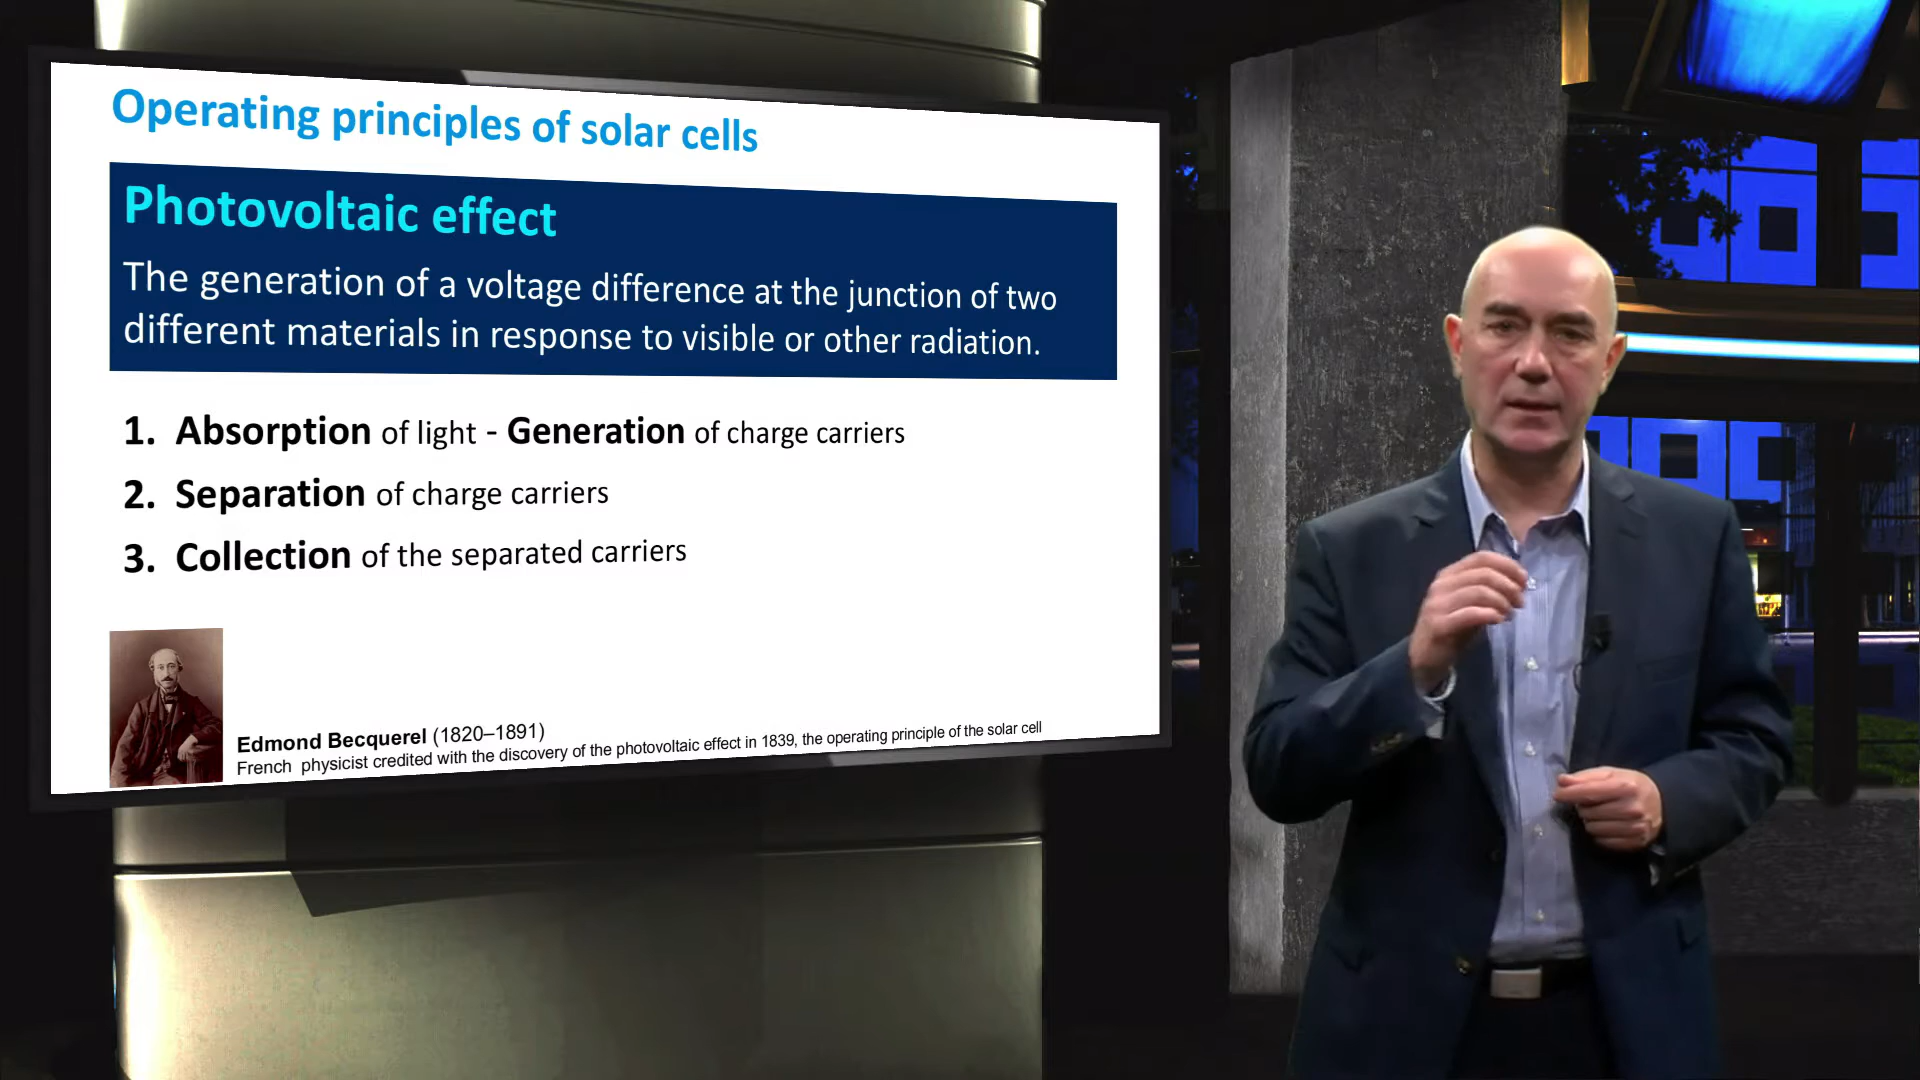 Operating principles of solar cells
Photovoltaic effect
The generation of a voltage difference at the junction of two
different materials in response to visible or other radiation.
1. Absorption of light - Generation of charge carriers
2. Separation of charge carriers
3. Collection of the separated carriers
Edmond Becquerel (1820–1891)
French physicist credited with the discovery of the photovoltaic effect in 1839, the operating principle of the solar cell